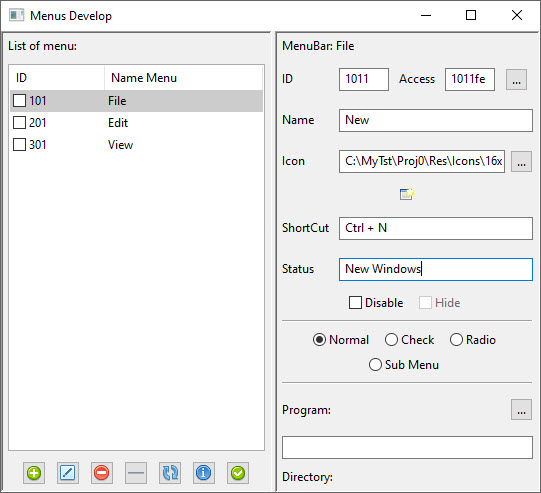 Menus Develop
List of menu:
ID Name Menu
101 File
201 Edit
301 View
MenuBar: File
ID 1011 Access 1011fe ...
Name New
Icon C:\MyTst\Proj0\Res\Icons\16x ...
ShortCut Ctrl + N
Status New Windows
Disable Hide
Normal Check Radio
Sub Menu
Program: ...
Directory: